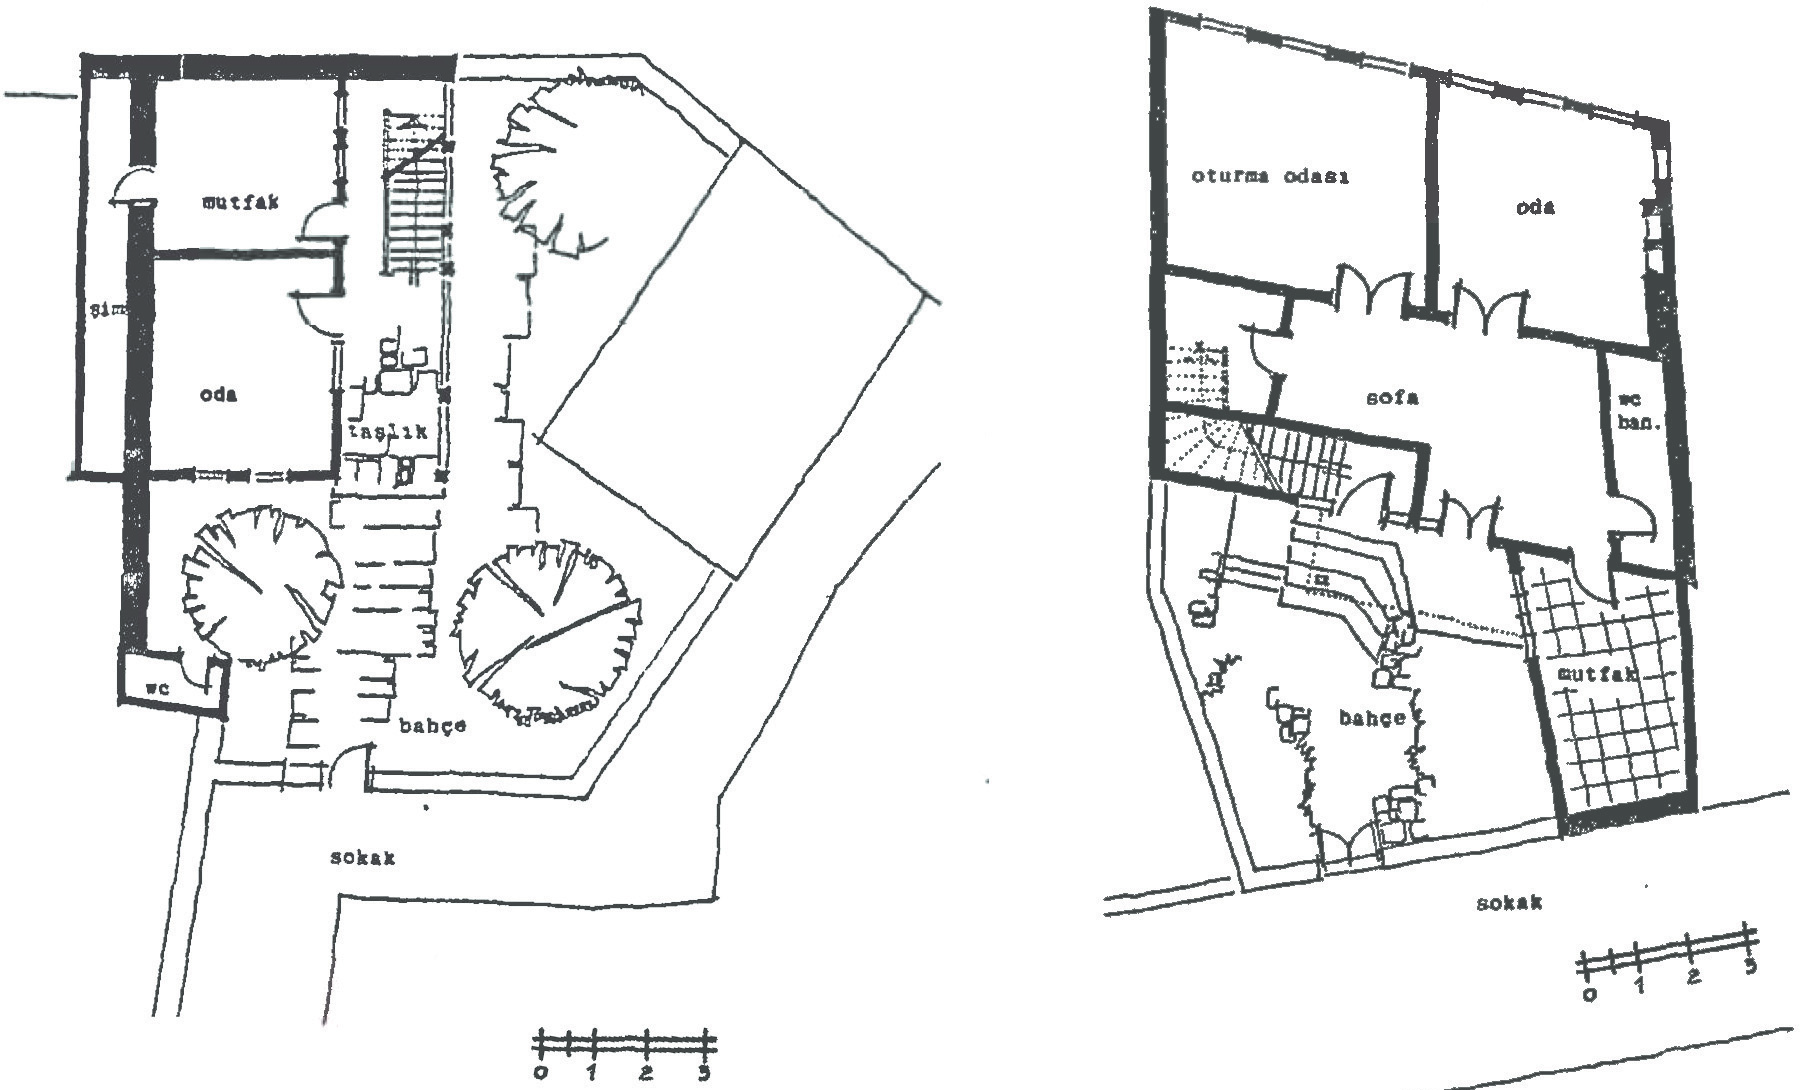 mutfak
oda
taşlık
wc
bahçe
sokak
0 1 2 3
oturma odası
oda
sofa
wc
ban.
mutfak
bahçe
sokak
0 1 2 3